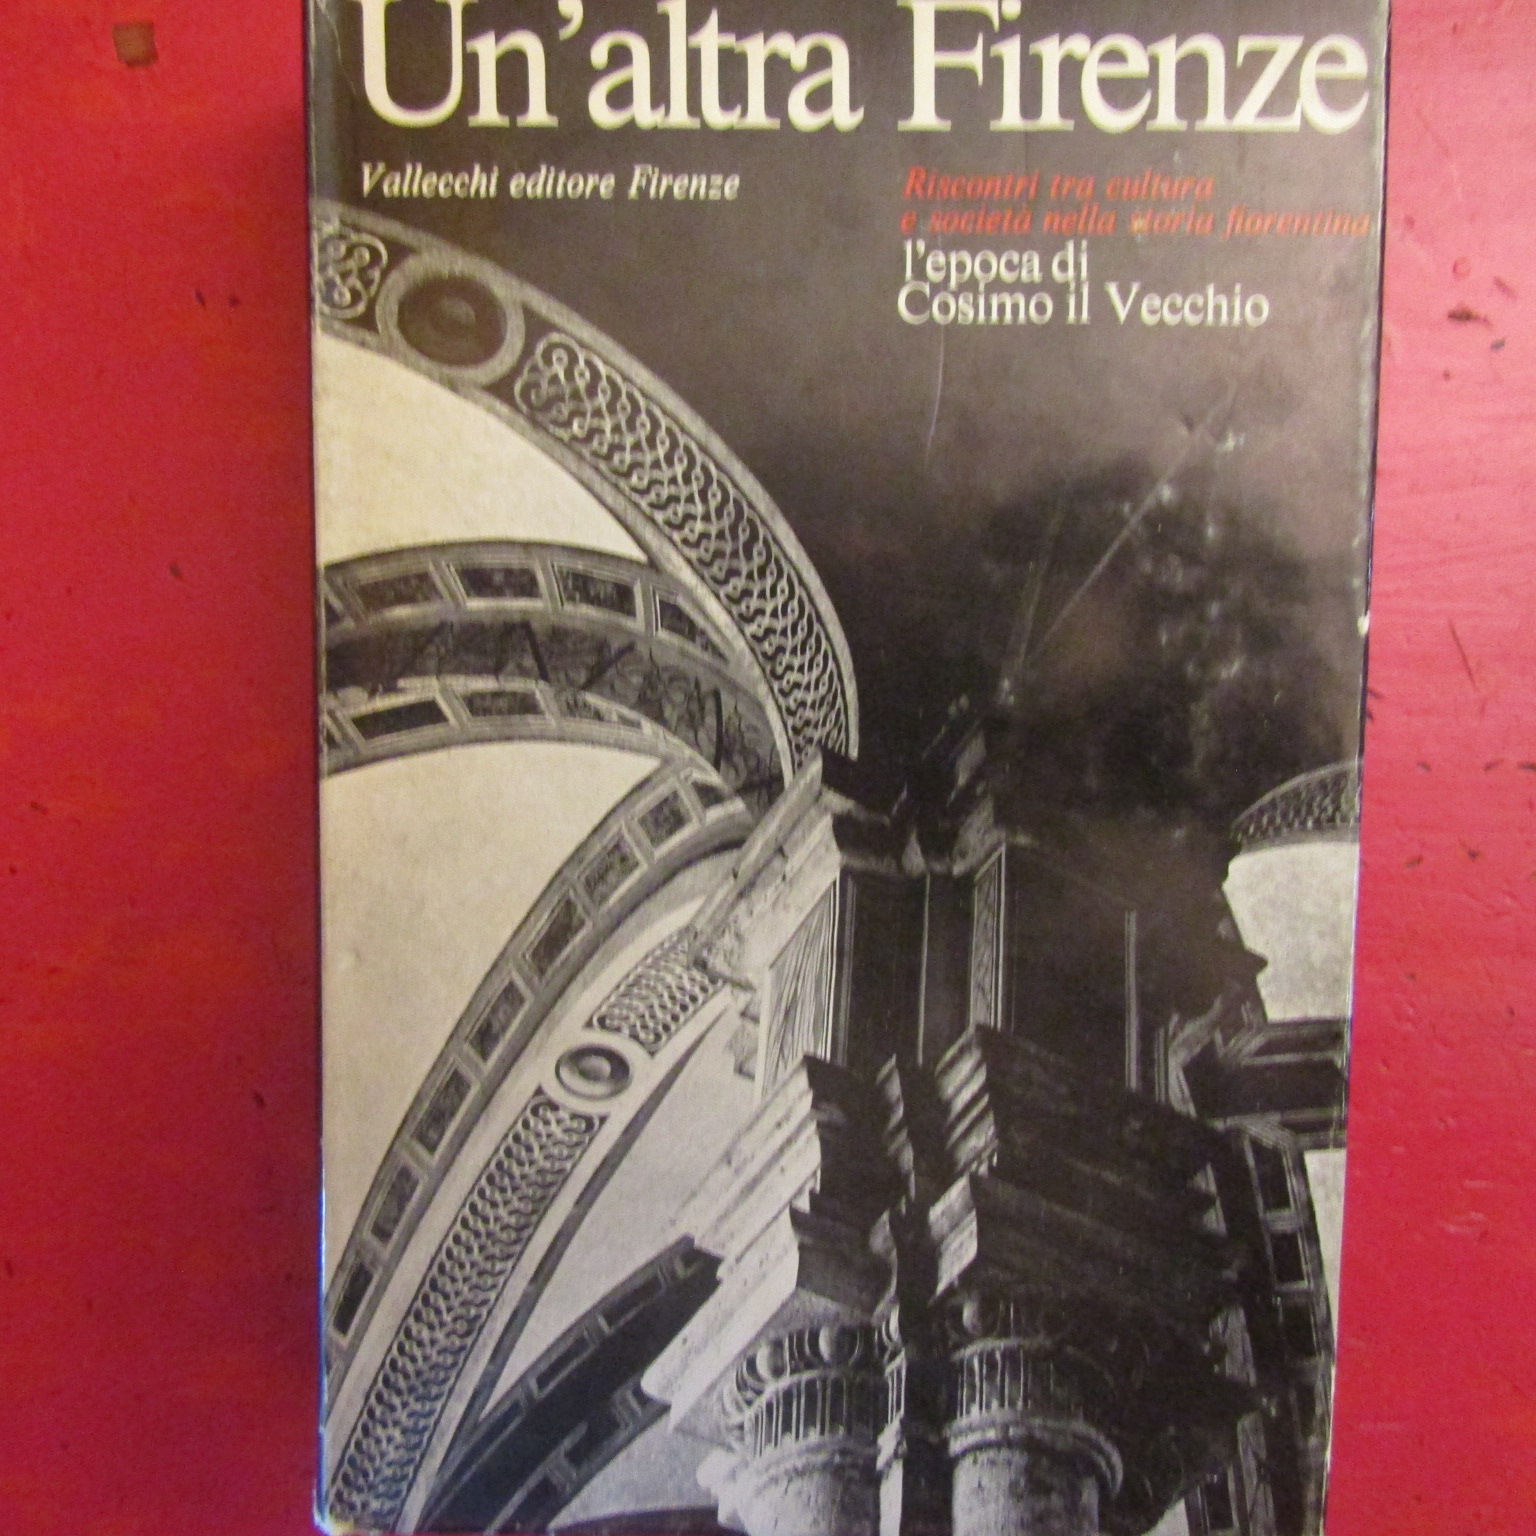 Un'altra Firenze
Vallecchi editore Firenze
Riscontri tra cultura
e società nella storia fiorentina
l'epoca di
Cosimo il Vecchio